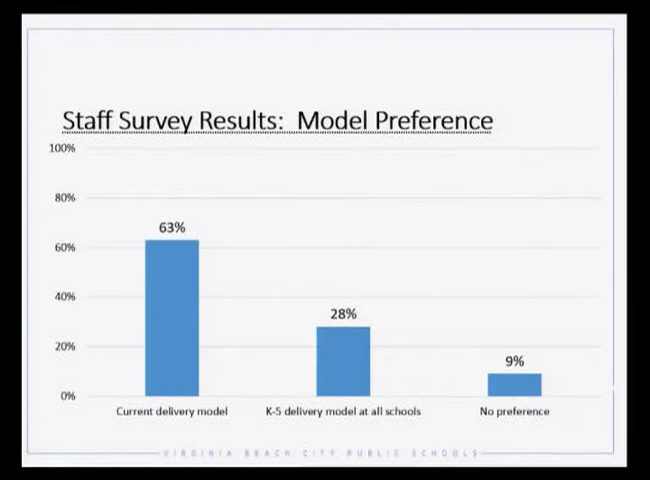 Staff Survey Results:  Model Preference
100%
80%
60%
40%
20%
0%
63%
28%
9%
Current delivery model
K-5 delivery model at all schools
No preference
VIRGINIA BEACH CITY PUBLIC SCHOOLS